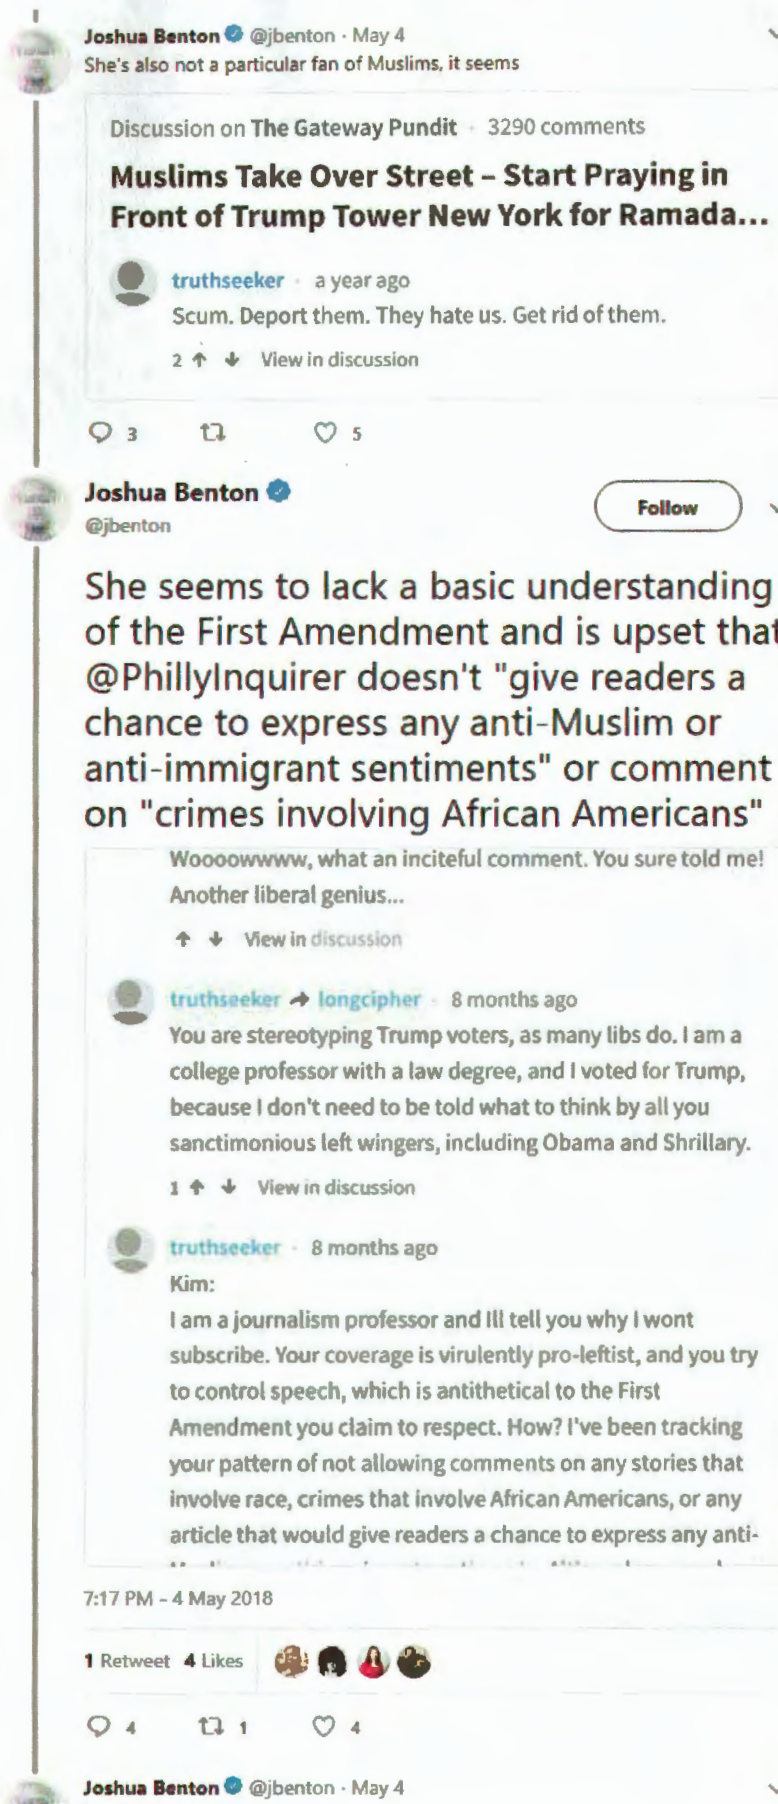 Joshua Benton @jbenton · May 4
She's also not a particular fan of Muslims, it seems
Discussion on The Gateway Pundit · 3290 comments
Muslims Take Over Street – Start Praying in
Front of Trump Tower New York for Ramada...
truthseeker · a year ago
Scum. Deport them. They hate us. Get rid of them.
2 View in discussion
3 5
Joshua Benton
Follow
@jbenton
She seems to lack a basic understanding
of the First Amendment and is upset that
@PhillyInquirer doesn't "give readers a
chance to express any anti-Muslim or
anti-immigrant sentiments" or comment
on "crimes involving African Americans"
Woooowwww, what an inciteful comment. You sure told me!
Another liberal genius...
View in discussion
truthseeker → longcipher · 8 months ago
You are stereotyping Trump voters, as many libs do. I am a
college professor with a law degree, and I voted for Trump,
because I don't need to be told what to think by all you
sanctimonious left wingers, including Obama and Shrillary.
1 View in discussion
truthseeker · 8 months ago
Kim:
I am a journalism professor and Ill tell you why I wont
subscribe. Your coverage is virulently pro-leftist, and you try
to control speech, which is antithetical to the First
Amendment you claim to respect. How? I've been tracking
your pattern of not allowing comments on any stories that
involve race, crimes that involve African Americans, or any
article that would give readers a chance to express any anti-
7:17 PM - 4 May 2018
1 Retweet 4 Likes
4 1 4
Joshua Benton @jbenton · May 4